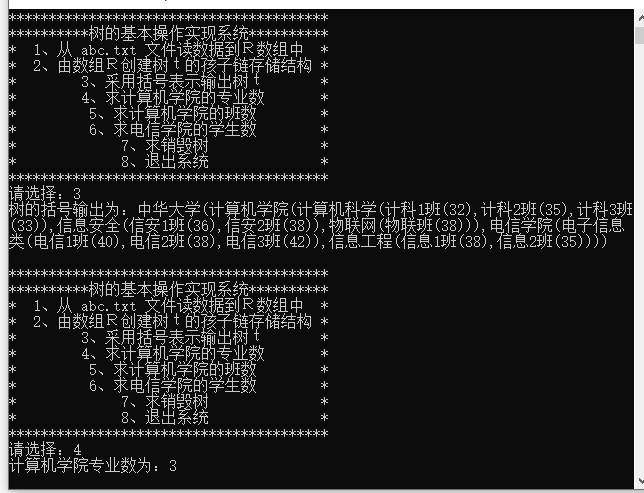 ****************************************
**********树的基本操作实现系统**********
*  1、从 abc.txt 文件读数据到Ｒ数组中  *
*  2、由数组Ｒ创建树ｔ的孩子链存储结构 *
*        3、采用括号表示输出树ｔ       *
*        4、求计算机学院的专业数       *
*         5、求计算机学院的班数        *
*         6、求电信学院的学生数        *
*             7、求销毁树              *
*             8、退出系统              *
****************************************
请选择：3
树的括号输出为：中华大学(计算机学院(计算机科学(计科1班(32),计科2班(35),计科3班
(33)),信息安全(信安1班(36),信安2班(38)),物联网(物联班(38))),电信学院(电子信息
类(电信1班(40),电信2班(38),电信3班(42)),信息工程(信息1班(38),信息2班(35))))
****************************************
**********树的基本操作实现系统**********
*  1、从 abc.txt 文件读数据到Ｒ数组中  *
*  2、由数组Ｒ创建树ｔ的孩子链存储结构 *
*        3、采用括号表示输出树ｔ       *
*        4、求计算机学院的专业数       *
*         5、求计算机学院的班数        *
*         6、求电信学院的学生数        *
*             7、求销毁树              *
*             8、退出系统              *
****************************************
请选择：4
计算机学院专业数为：3